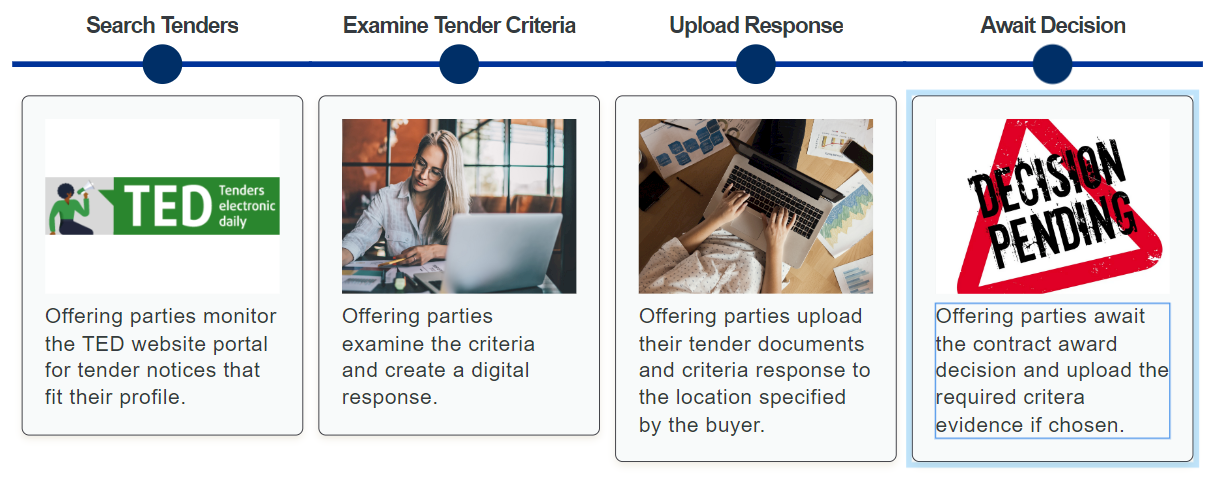 Search Tenders
Examine Tender Criteria
Upload Response
Await Decision
TED
Tenders
electronic
daily
Offering parties monitor
the TED website portal
for tender notices that
fit their profile.
Offering parties
examine the criteria
and create a digital
response.
Offering parties upload
their tender documents
and criteria response to
the location specified
by the buyer.
DECISION
PENDING
Offering parties await
the contract award
decision and upload the
required critera
evidence if chosen.